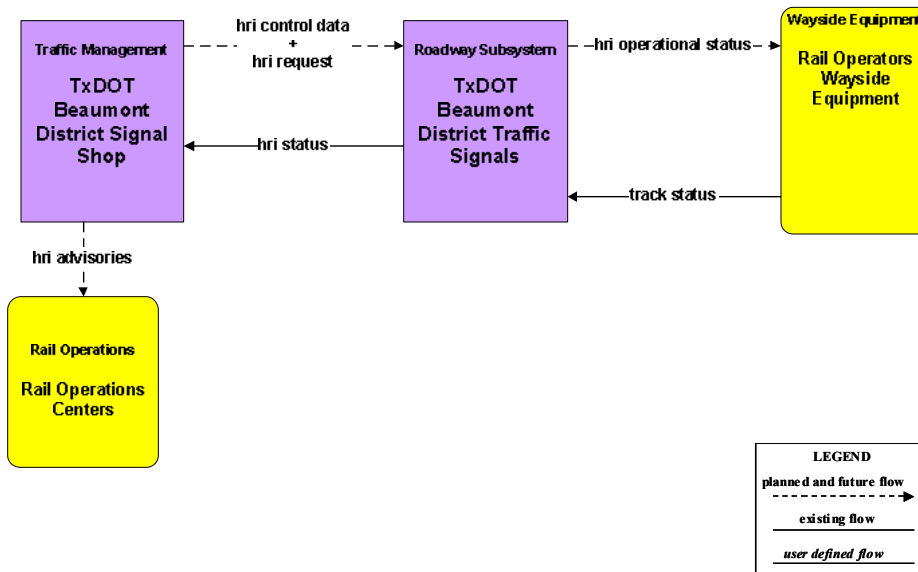 Traffic Management
TxDOT
Beaumont
District Signal
Shop
hri control data
+
hri request
hri status
Roadway Subsystem
TxDOT
Beaumont
District Traffic
Signals
hri operational status
track status
Wayside Equipment
Rail Operators
Wayside
Equipment
hri advisories
Rail Operations
Rail Operations
Centers
LEGEND
planned and future flow
existing flow
user defined flow